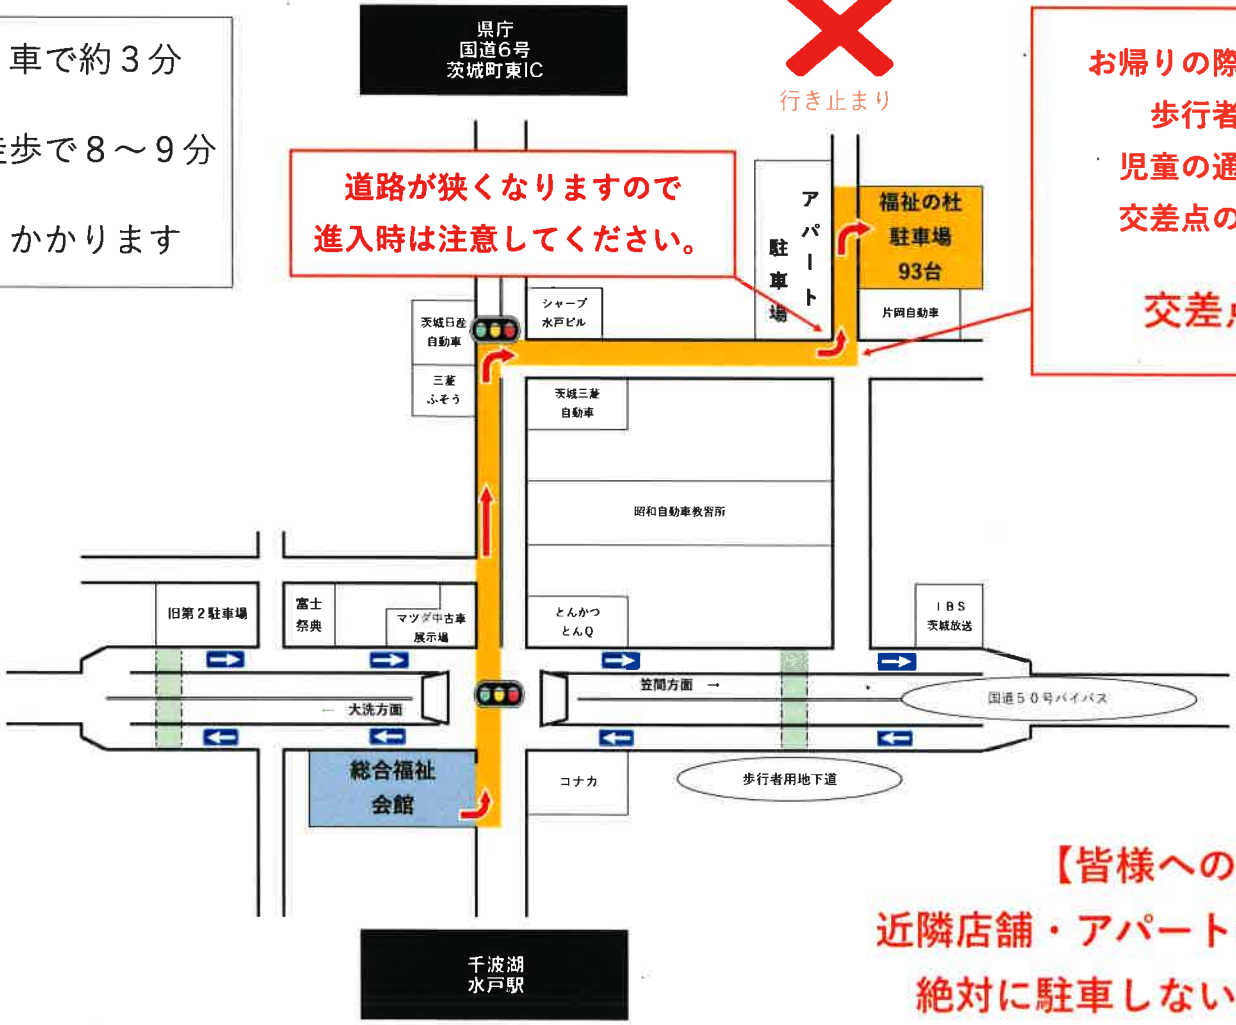 車で約3分
徒歩で8～9分
かかります
県庁
国道6号
茨城町東IC
行き止まり
お帰りの際
歩行者
児童の通
交差点の
交差点
道路が狭くなりますので
進入時は注意してください。
アパート
駐車場
福祉の杜
駐車場
93台
片岡自動車
茨城日産
自動車
シャープ
水戸ビル
三菱
ふそう
茨城三菱
自動車
昭和自動車教習所
旧第2駐車場
富士
祭典
マツダ中古車
展示場
とんかつ
とんQ
IBS
茨城放送
笠間方面 →
← 大洗方面
国道50号バイパス
総合福祉
会館
コナカ
歩行者用地下道
千波湖
水戸駅
【皆様への
近隣店舗・アパート
絶対に駐車しない